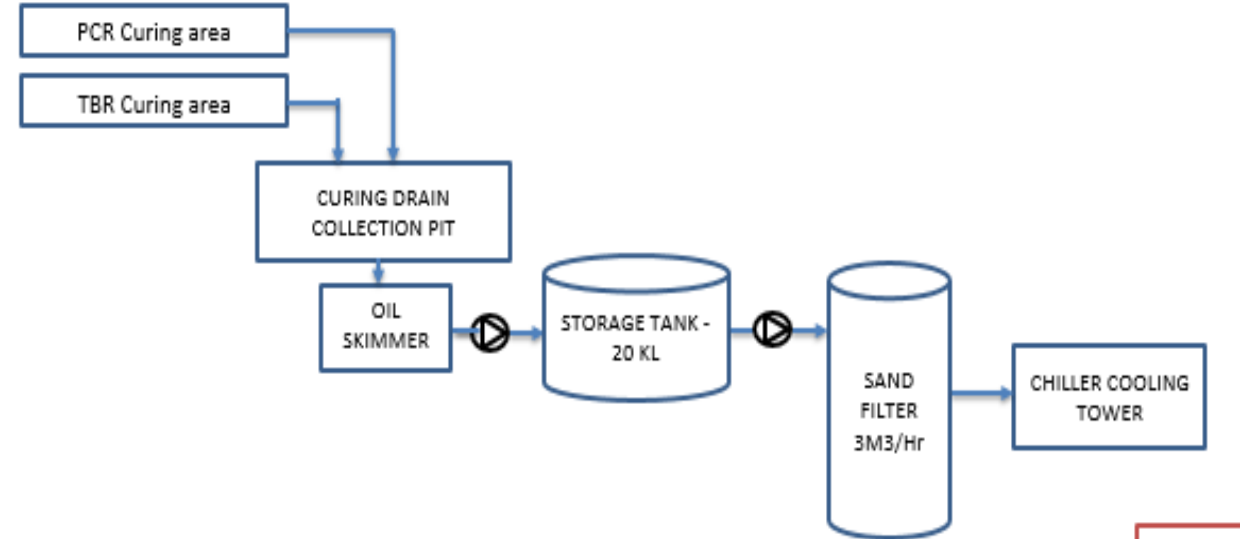 PCR Curing area
TBR Curing area
CURING DRAIN
COLLECTION PIT
OIL
SKIMMER
STORAGE TANK -
20 KL
SAND
FILTER
3M3/Hr
CHILLER COOLING
TOWER